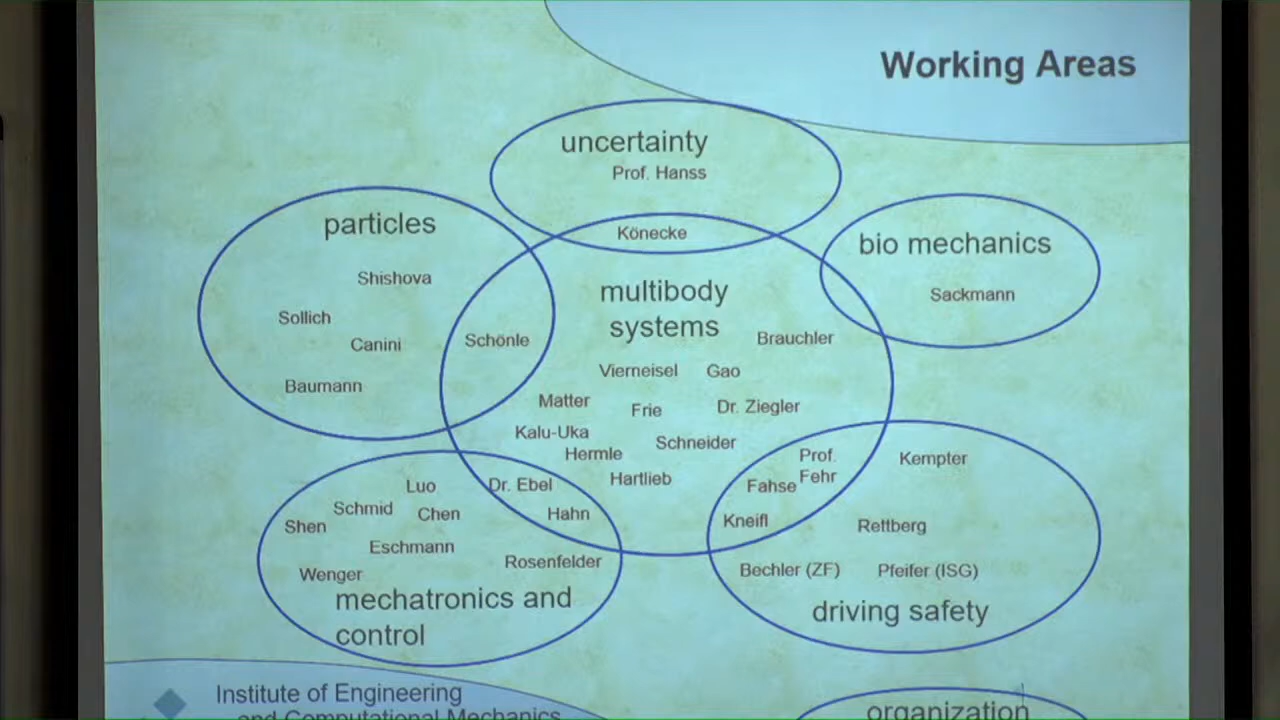 Working Areas
uncertainty
Prof. Hanss
Könecke
particles
Shishova
Sollich
Canini
Baumann
Schönle
bio mechanics
Sackmann
multibody
systems
Brauchler
Vierneisel
Gao
Matter
Frie
Dr. Ziegler
Kalu-Uka
Schneider
Hermle
Hartlieb
Prof.
Fehr
Fahse
Kneifl
Kempter
Rettberg
Bechler (ZF)
Pfeifer (ISG)
driving safety
Luo
Dr. Ebel
Schmid
Chen
Hahn
Shen
Eschmann
Rosenfelder
Wenger
mechatronics and
control
Institute of Engineering
and Computational Mechanics
organization